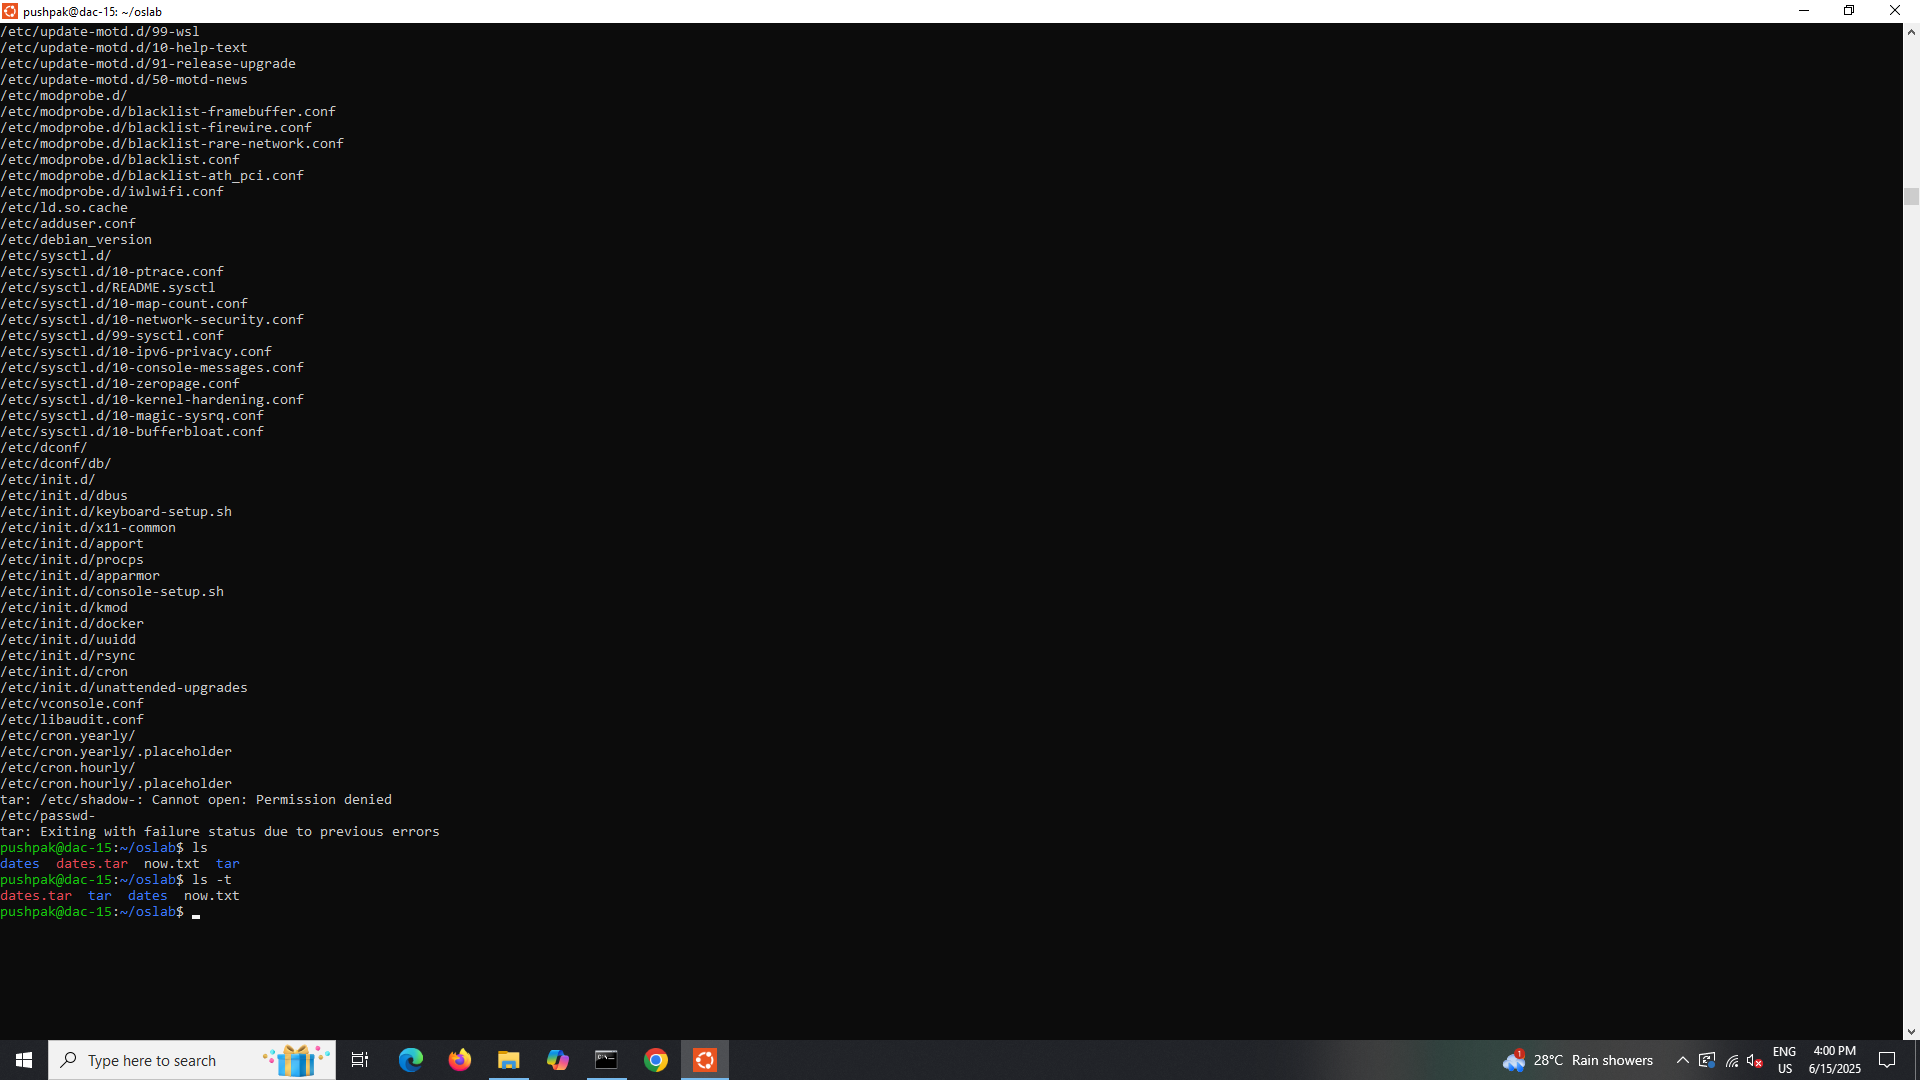 pushpak@dac-15: ~/oslab
/etc/update-motd.d/99-wsl
/etc/update-motd.d/10-help-text
/etc/update-motd.d/91-release-upgrade
/etc/update-motd.d/50-motd-news
/etc/modprobe.d/
/etc/modprobe.d/blacklist-framebuffer.conf
/etc/modprobe.d/blacklist-firewire.conf
/etc/modprobe.d/blacklist-rare-network.conf
/etc/modprobe.d/blacklist.conf
/etc/modprobe.d/blacklist-ath_pci.conf
/etc/modprobe.d/iwlwifi.conf
/etc/ld.so.cache
/etc/adduser.conf
/etc/debian_version
/etc/sysctl.d/
/etc/sysctl.d/10-ptrace.conf
/etc/sysctl.d/README.sysctl
/etc/sysctl.d/10-map-count.conf
/etc/sysctl.d/10-network-security.conf
/etc/sysctl.d/99-sysctl.conf
/etc/sysctl.d/10-ipv6-privacy.conf
/etc/sysctl.d/10-console-messages.conf
/etc/sysctl.d/10-zeropage.conf
/etc/sysctl.d/10-kernel-hardening.conf
/etc/sysctl.d/10-magic-sysrq.conf
/etc/sysctl.d/10-bufferbloat.conf
/etc/dconf/
/etc/dconf/db/
/etc/init.d/
/etc/init.d/dbus
/etc/init.d/keyboard-setup.sh
/etc/init.d/x11-common
/etc/init.d/apport
/etc/init.d/procps
/etc/init.d/apparmor
/etc/init.d/console-setup.sh
/etc/init.d/kmod
/etc/init.d/docker
/etc/init.d/uuidd
/etc/init.d/rsync
/etc/init.d/cron
/etc/init.d/unattended-upgrades
/etc/vconsole.conf
/etc/libaudit.conf
/etc/cron.yearly/
/etc/cron.yearly/.placeholder
/etc/cron.hourly/
/etc/cron.hourly/.placeholder
tar: /etc/shadow-: Cannot open: Permission denied
/etc/passwd-
tar: Exiting with failure status due to previous errors
pushpak@dac-15:~/oslab$ ls
dates  dates.tar  now.txt  tar
pushpak@dac-15:~/oslab$ ls -t
dates.tar  tar  dates  now.txt
pushpak@dac-15:~/oslab$
Type here to search
1
28°C Rain showers
ENG
US
4:00 PM
6/15/2025